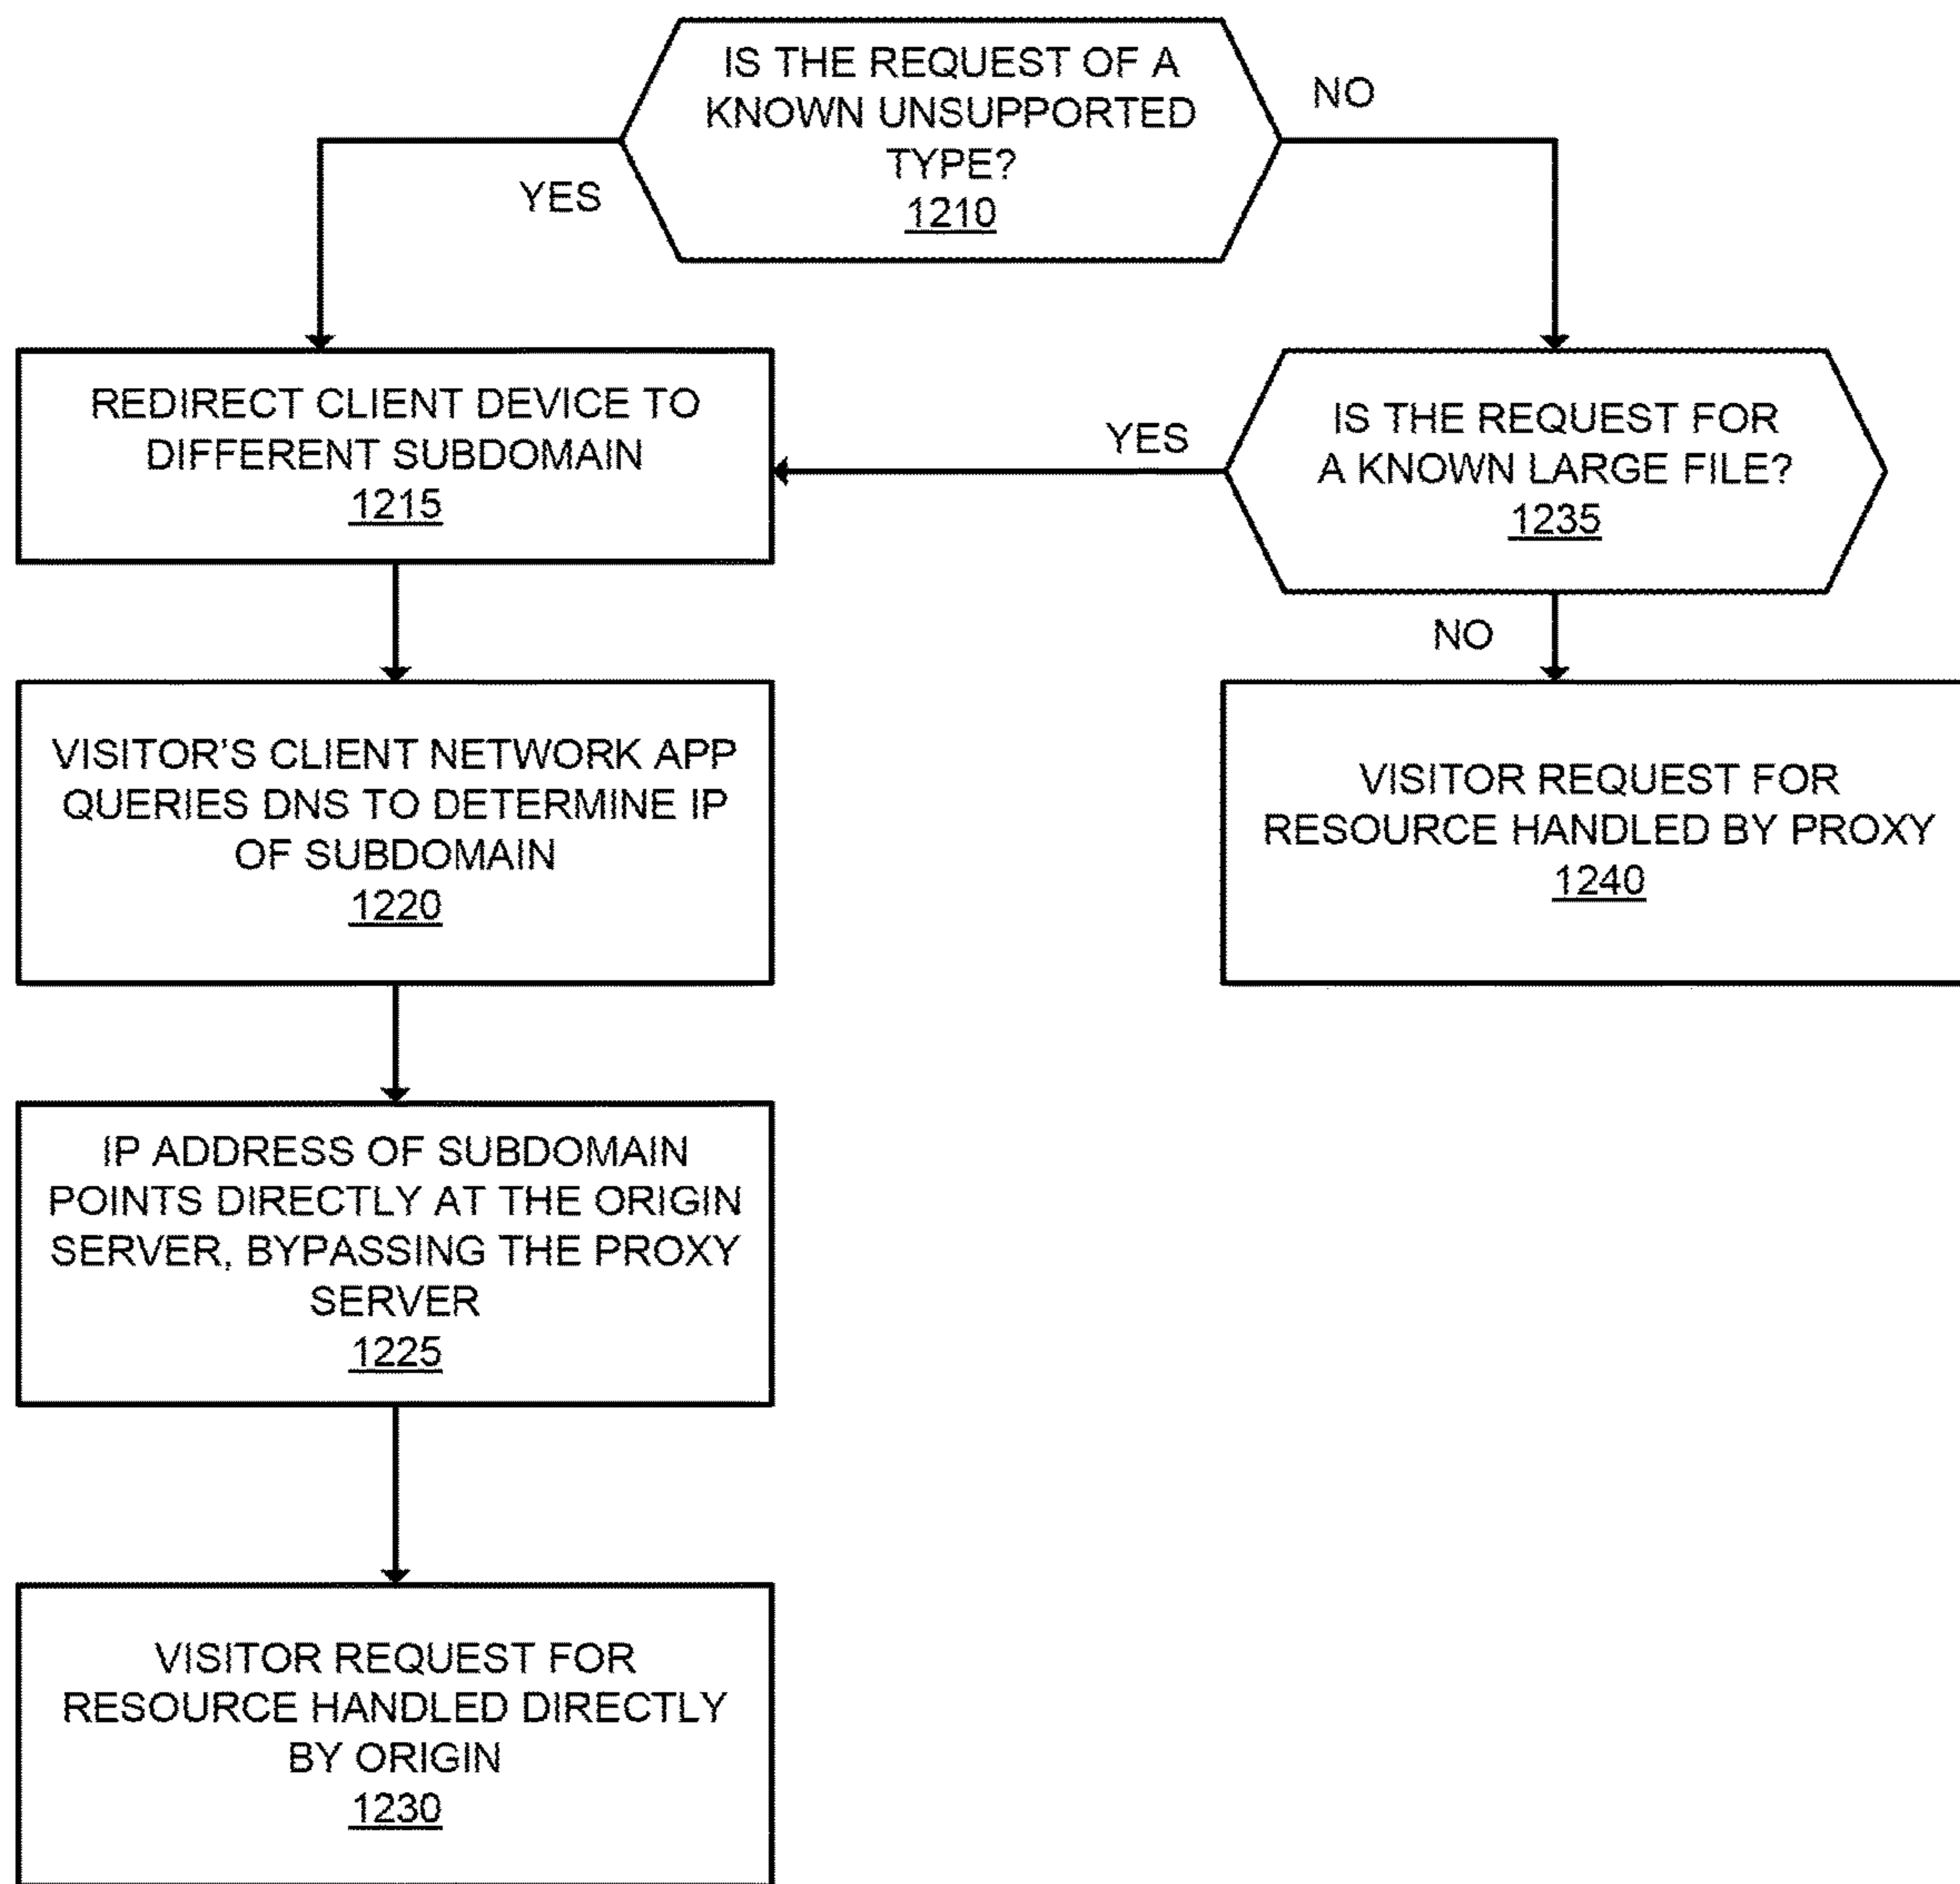 IS THE REQUEST OF A
KNOWN UNSUPPORTED
TYPE?
1210
NO
YES
REDIRECT CLIENT DEVICE TO
DIFFERENT SUBDOMAIN
1215
YES
IS THE REQUEST FOR
A KNOWN LARGE FILE?
1235
NO
VISITOR'S CLIENT NETWORK APP
QUERIES DNS TO DETERMINE IP
OF SUBDOMAIN
1220
VISITOR REQUEST FOR
RESOURCE HANDLED BY PROXY
1240
IP ADDRESS OF SUBDOMAIN
POINTS DIRECTLY AT THE ORIGIN
SERVER, BYPASSING THE PROXY
SERVER
1225
VISITOR REQUEST FOR
RESOURCE HANDLED DIRECTLY
BY ORIGIN
1230